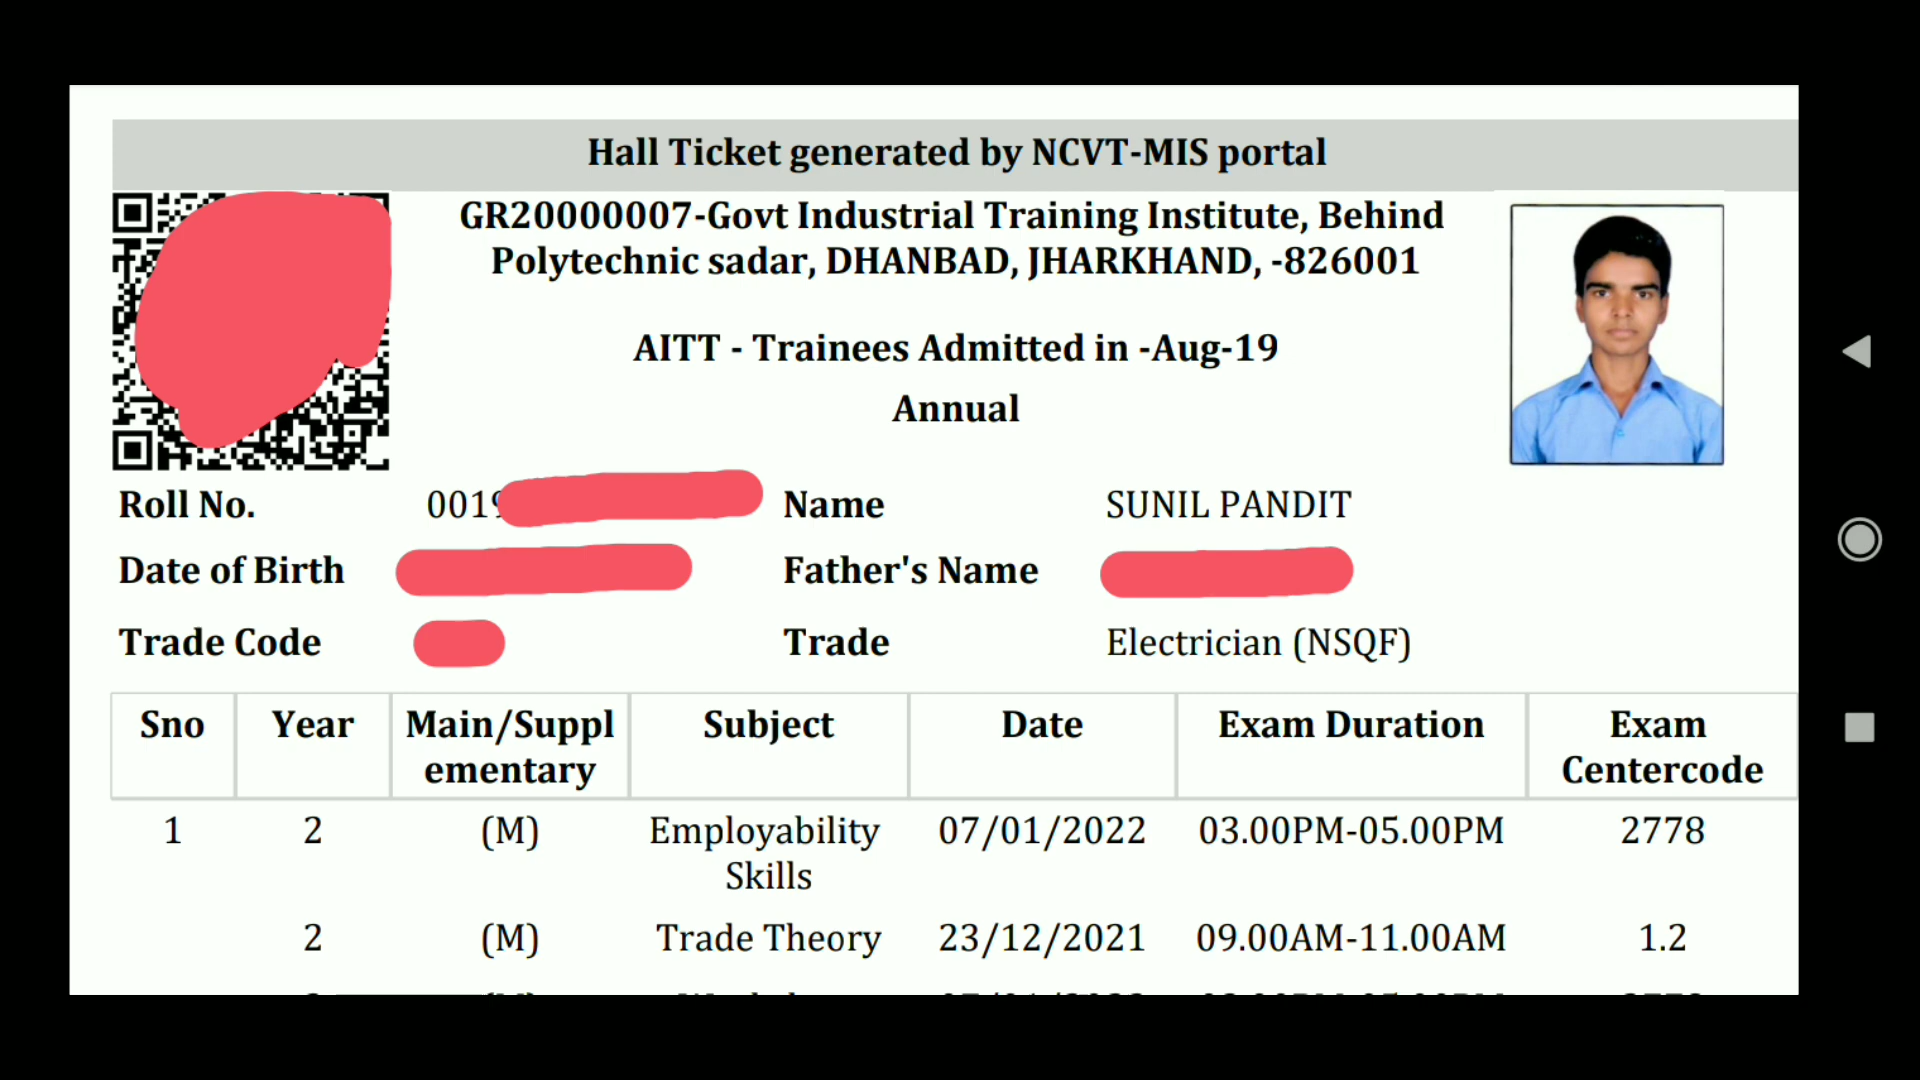 Hall Ticket generated by NCVT-MIS portal
GR20000007-Govt Industrial Training Institute, Behind
Polytechnic sadar, DHANBAD, JHARKHAND, -826001
AITT - Trainees Admitted in -Aug-19
Annual
Roll No. 001 Name SUNIL PANDIT
Date of Birth Father's Name
Trade Code Trade Electrician (NSQF)
Sno Year Main/Suppl Subject Date Exam Duration Exam
ementary Centercode
1 2 (M) Employability 07/01/2022 03.00PM-05.00PM 2778
Skills
2 (M) Trade Theory 23/12/2021 09.00AM-11.00AM 1.2